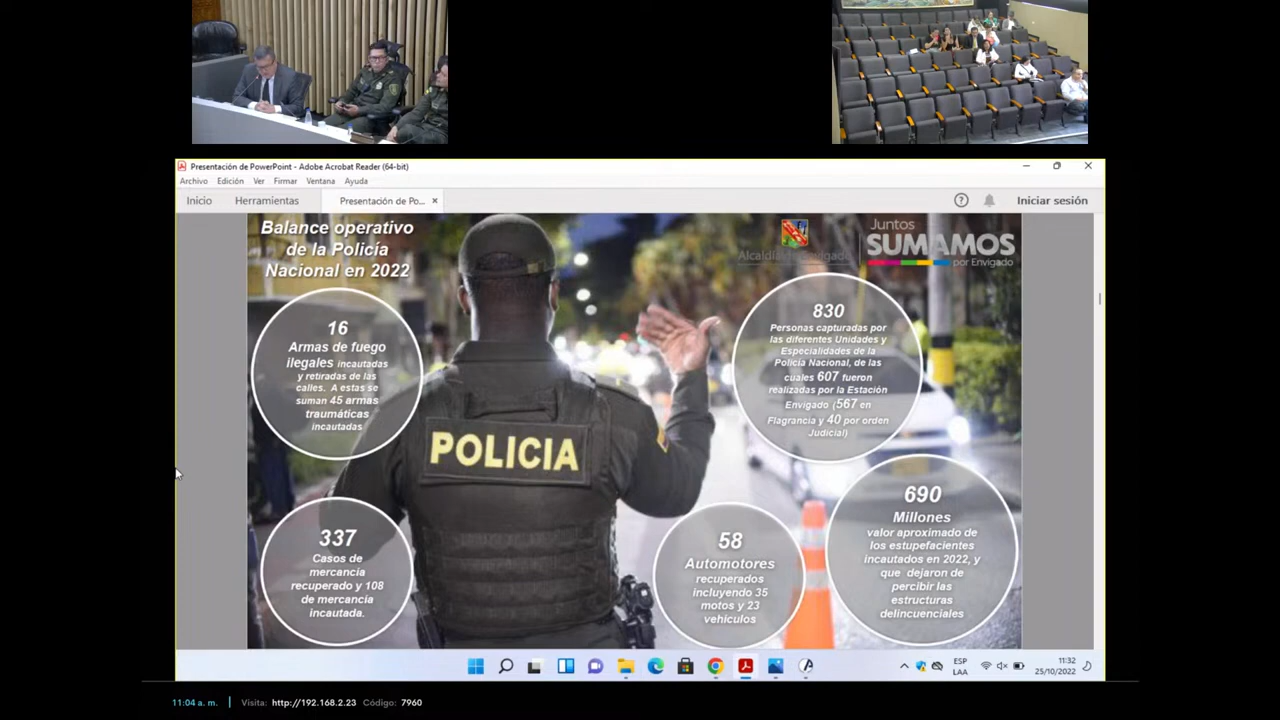 Presentación de PowerPoint - Adobe Acrobat Reader (64-bit)
Archivo Edición Ver Firmar Ventana Ayuda
Inicio Herramientas Presentación de Po... × Iniciar sesión
Balance operativo
de la Policía
Nacional en 2022
Alcaldía de Envigado
Juntos
SUMAMOS
por Envigado
16
Armas de fuego
ilegales incautadas
y retiradas de las
calles. A estas se
suman 45 armas
traumáticas
incautadas
830
Personas capturadas por
las diferentes Unidades y
Especialidades de la
Policía Nacional, de las
cuales 607 fueron
realizadas por la Estación
Envigado (567 en
Flagrancia y 40 por orden
Judicial)
POLICIA
337
Casos de
mercancía
recuperado y 108
de mercancía
incautada.
58
Automotores
recuperados
incluyendo 35
motos y 23
vehículos
690
Millones
valor aproximado de
los estupefacientes
incautados en 2022, y
que dejaron de
percibir las
estructuras
delincuenciales
ESP
LAA
11:32
25/10/2022
11:04 a. m. Visita: http://192.168.2.23 Código: 7960